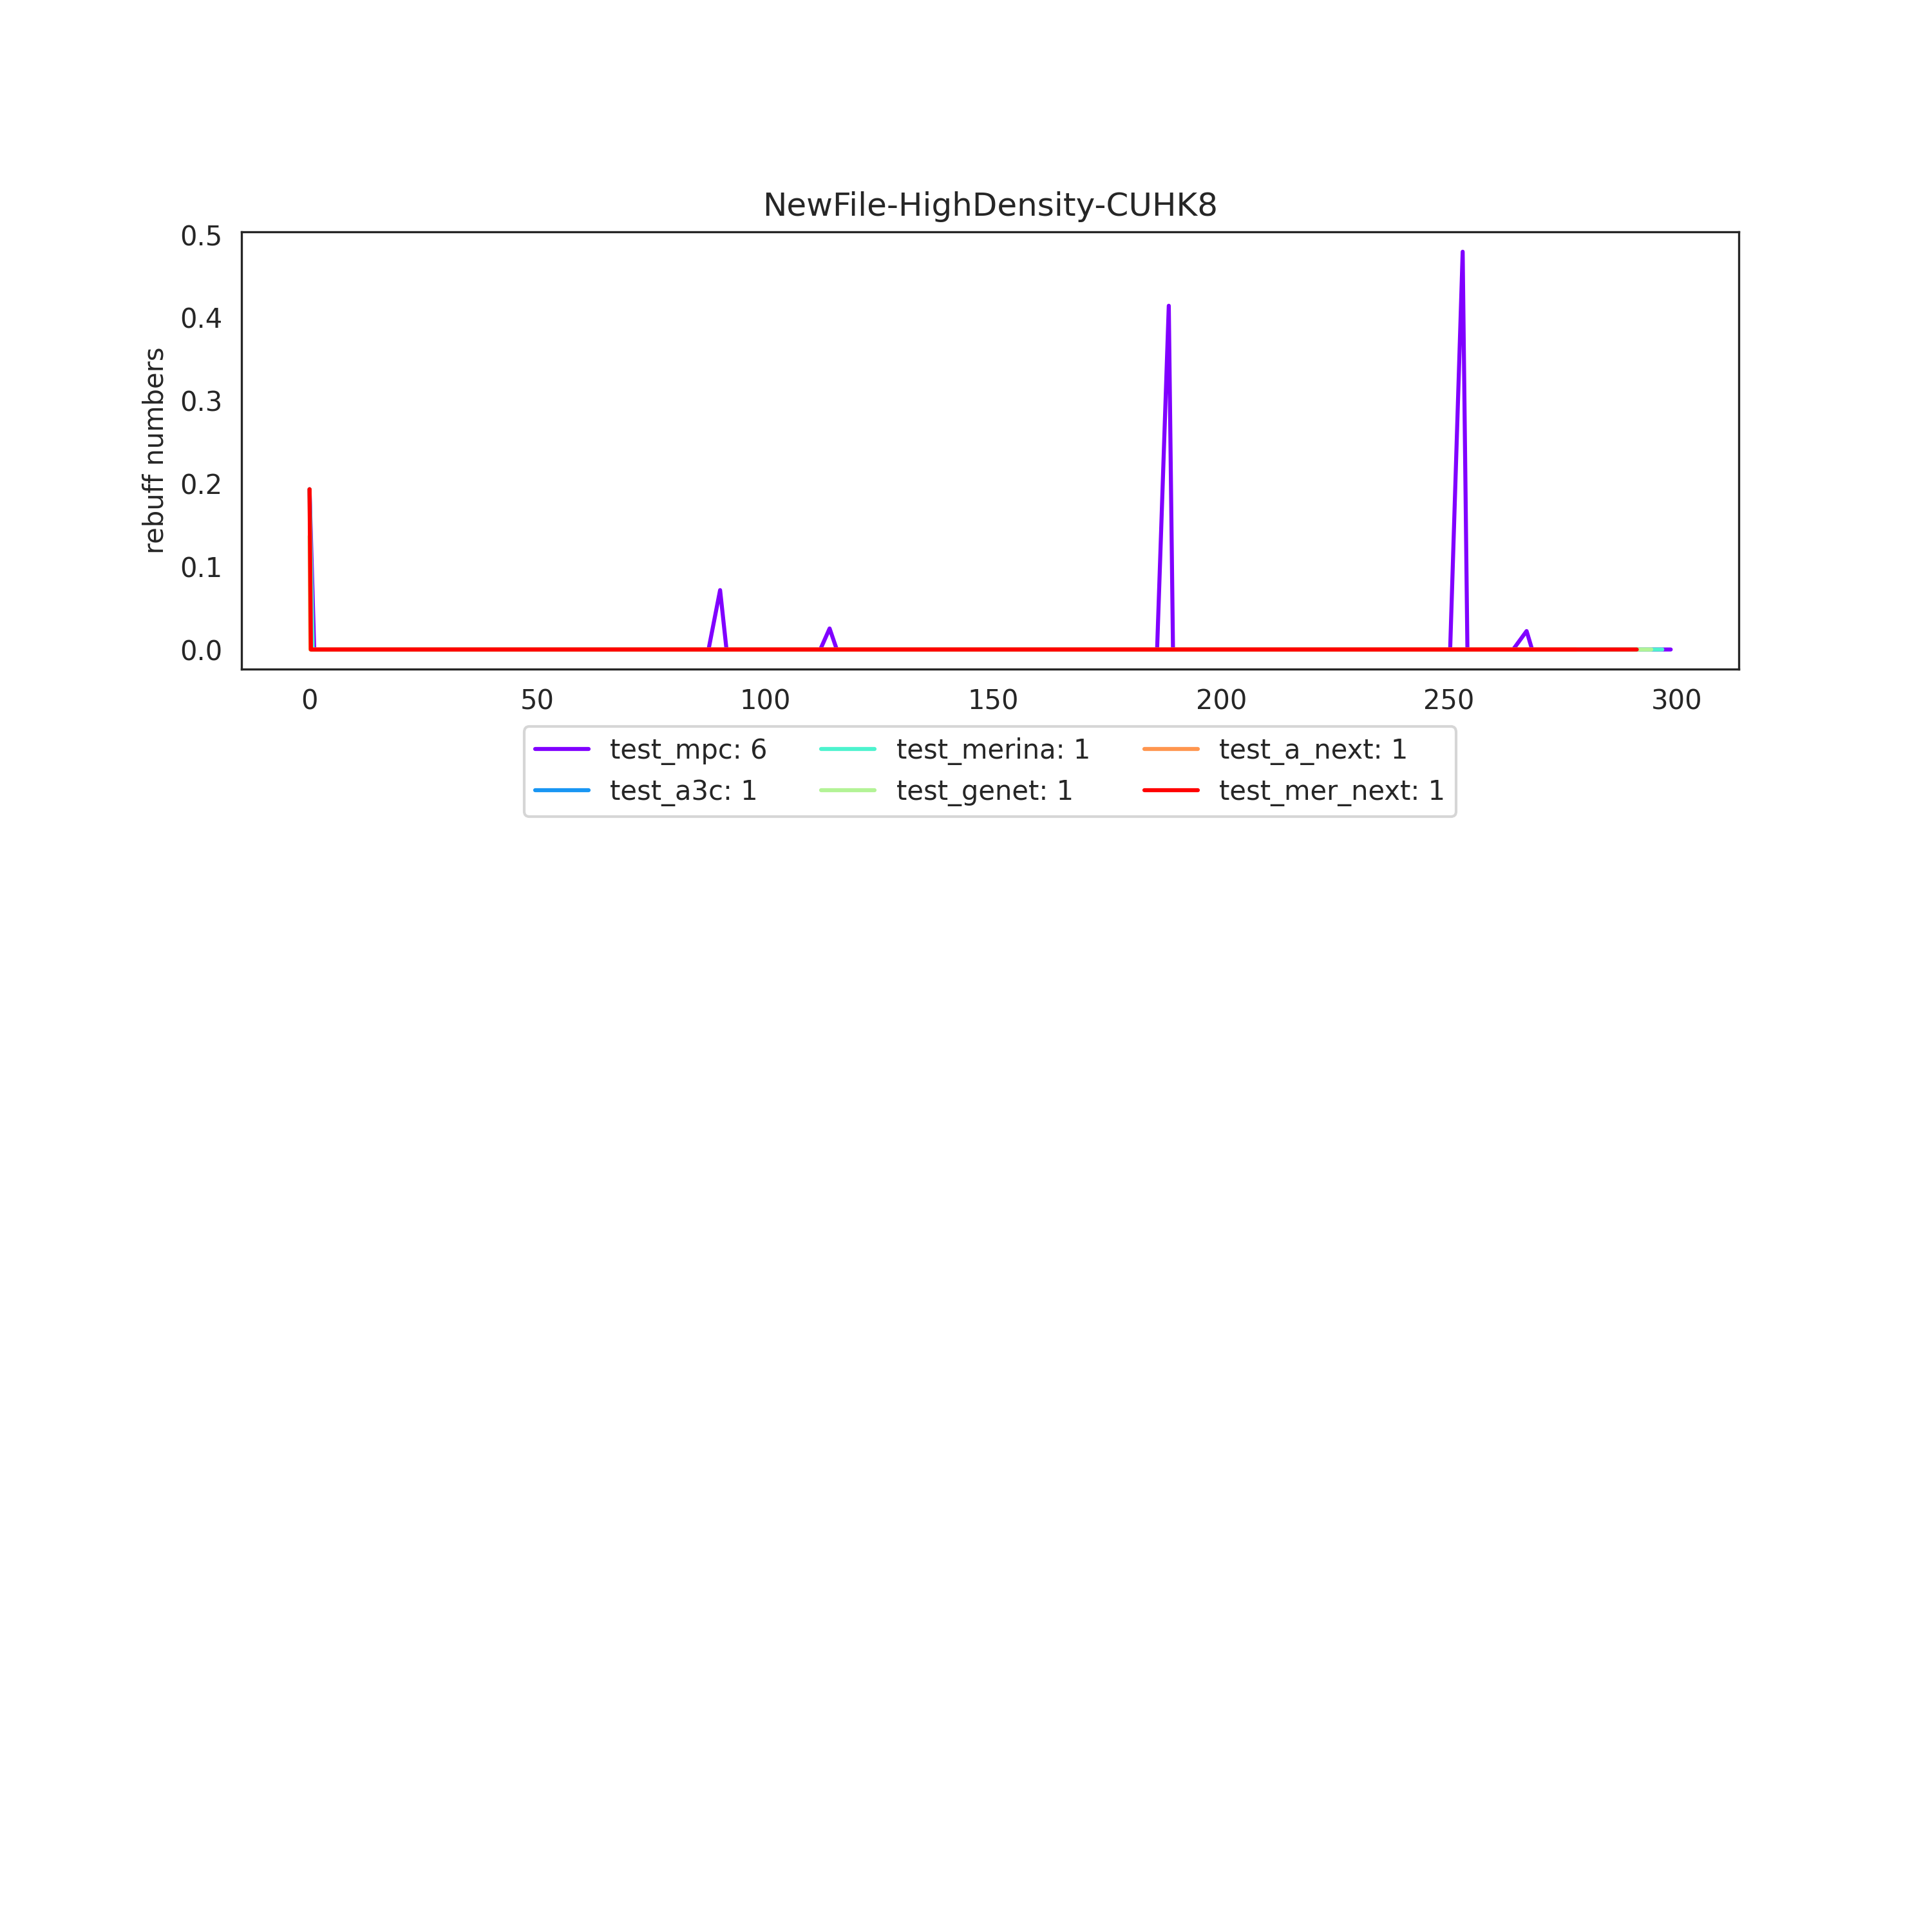 NewFile-HighDensity-CUHK8
0.5
0.4
0.3
0.2
0.1
0.0
rebuff numbers
0 50 100 150 200 250 300
test_mpc: 6 test_merina: 1 test_a_next: 1
test_a3c: 1 test_genet: 1 test_mer_next: 1